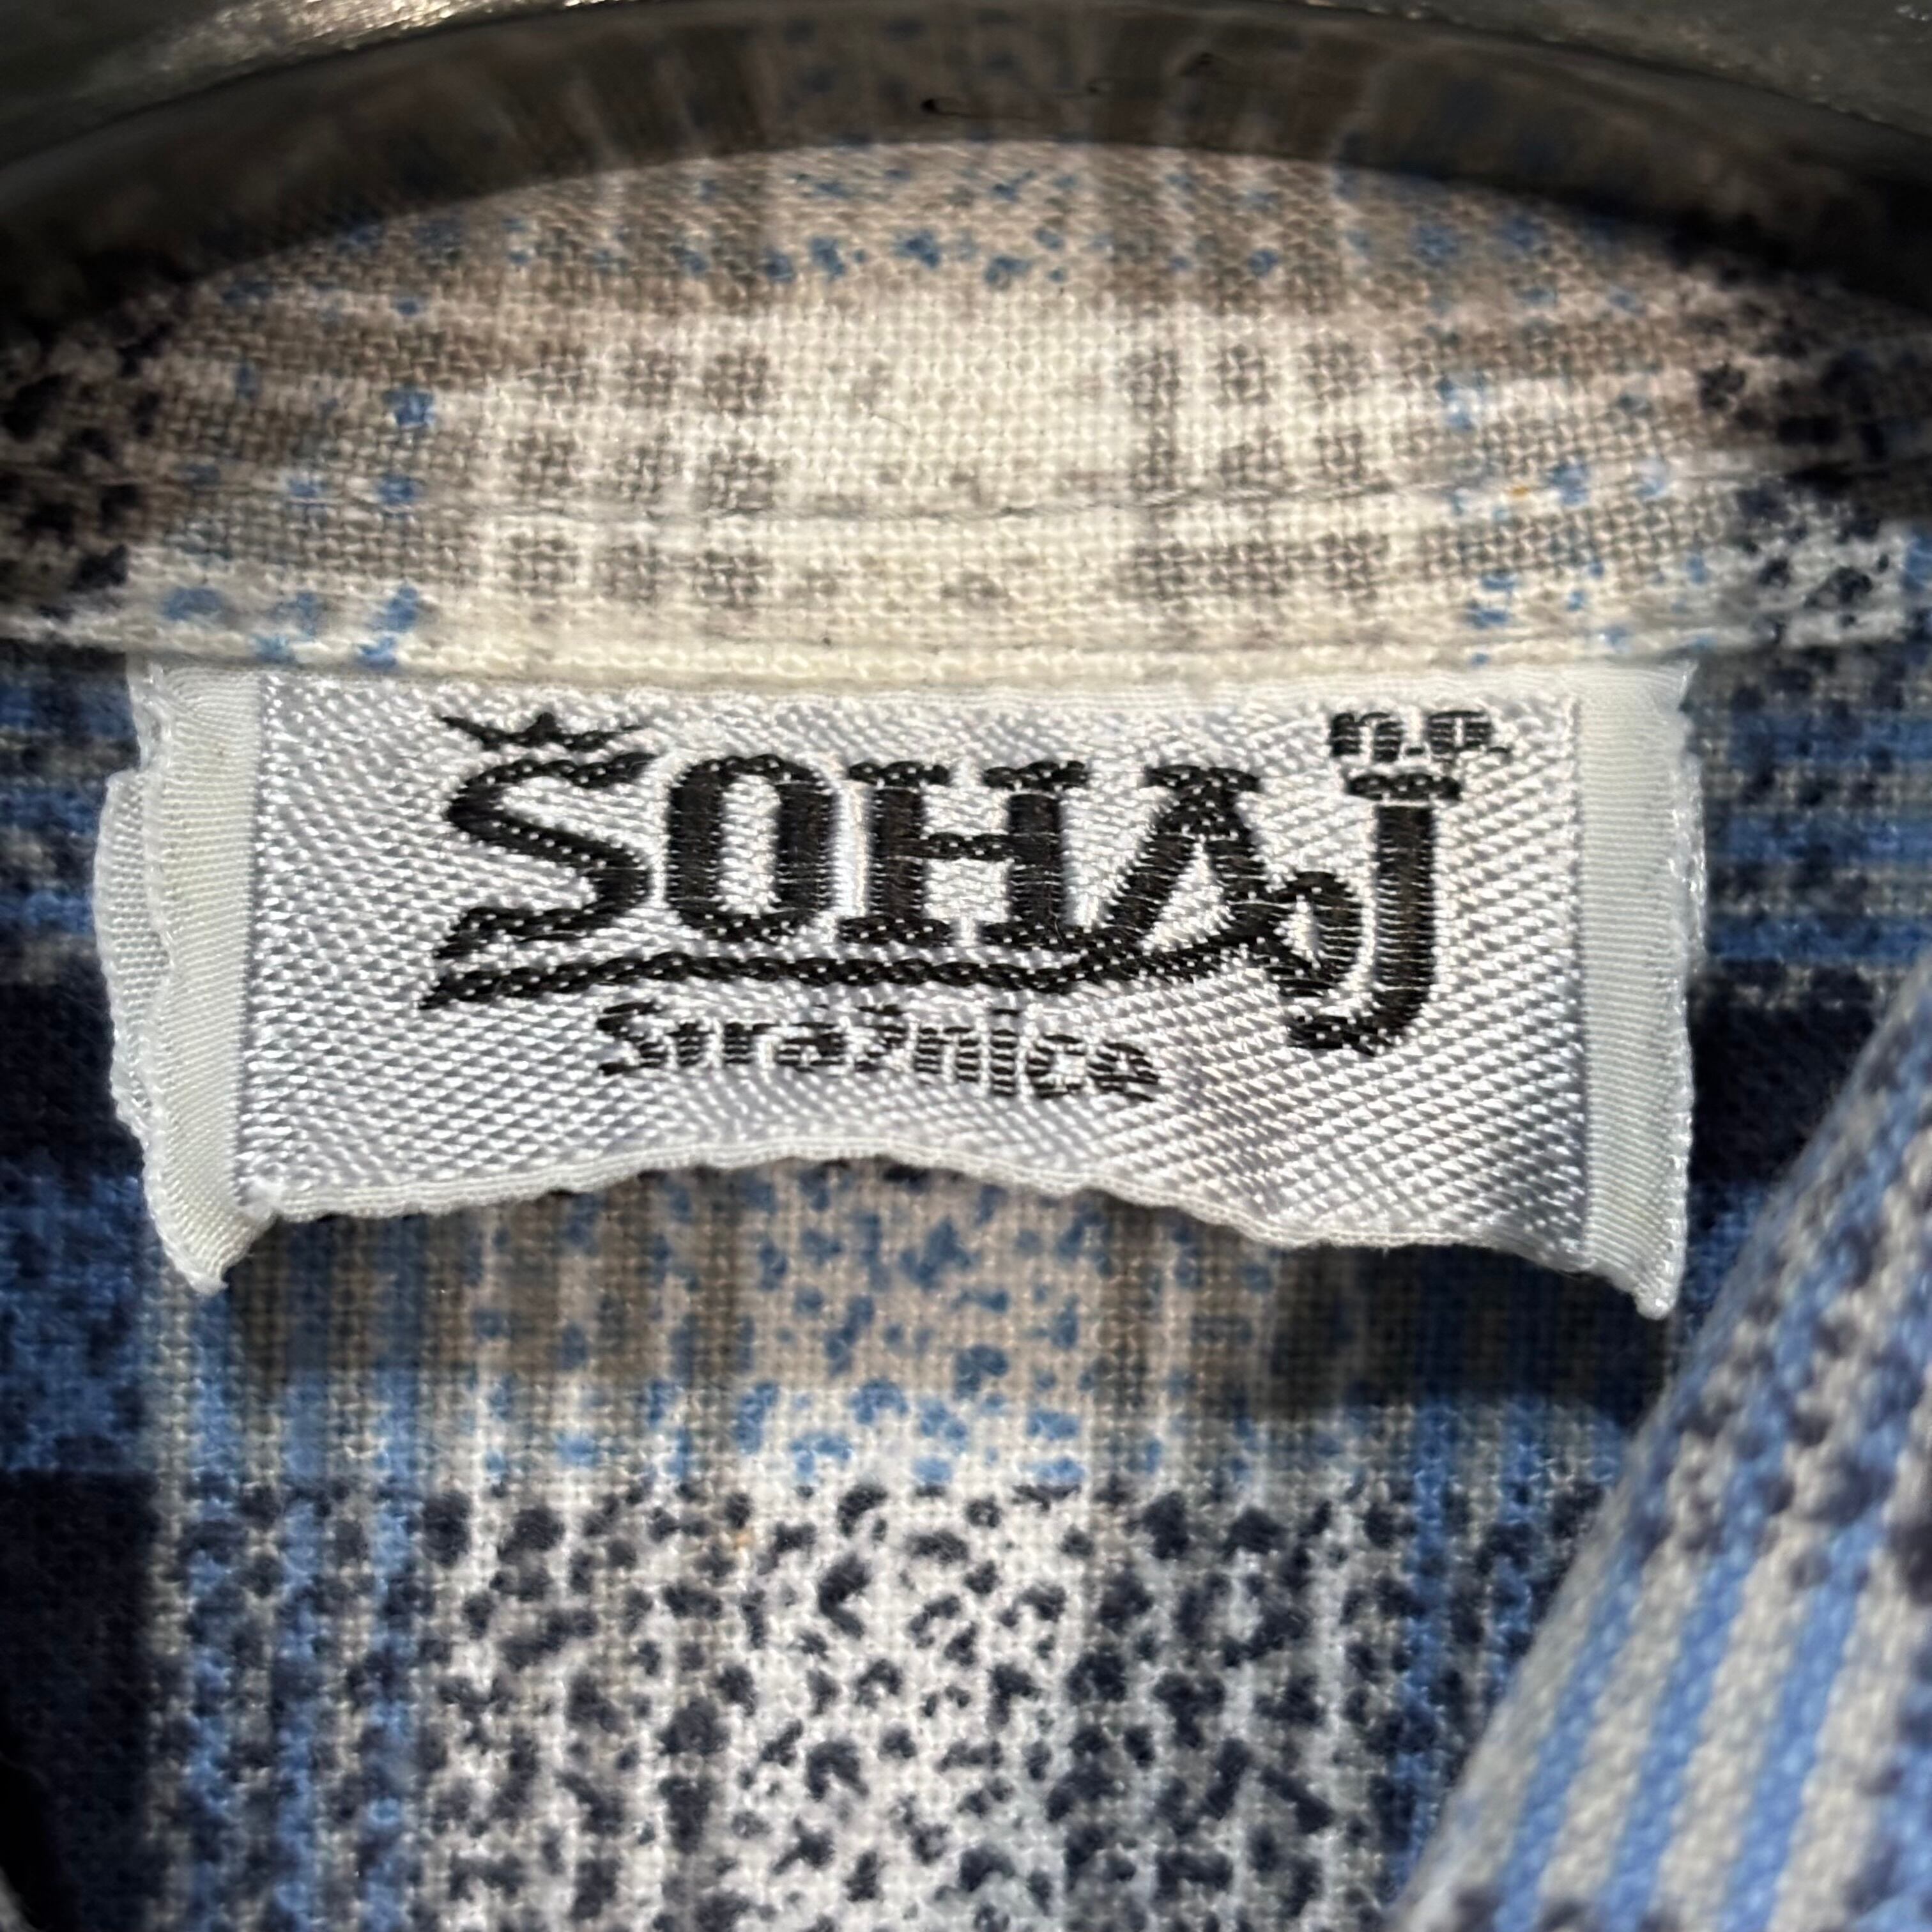 n.p.
ŠOHAJ
Strážnice